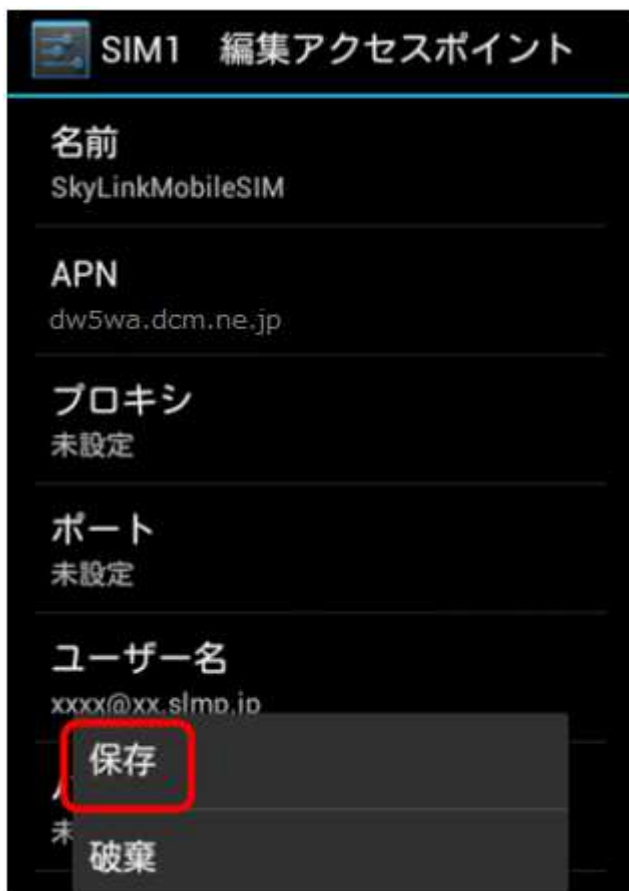 SIM1 編集アクセスポイント
名前
SkyLinkMobileSIM
APN
dw5wa.dcm.ne.jp
プロキシ
未設定
ポート
未設定
ユーザー名
xxxx@xx.slmp.jp
保存
未
破棄